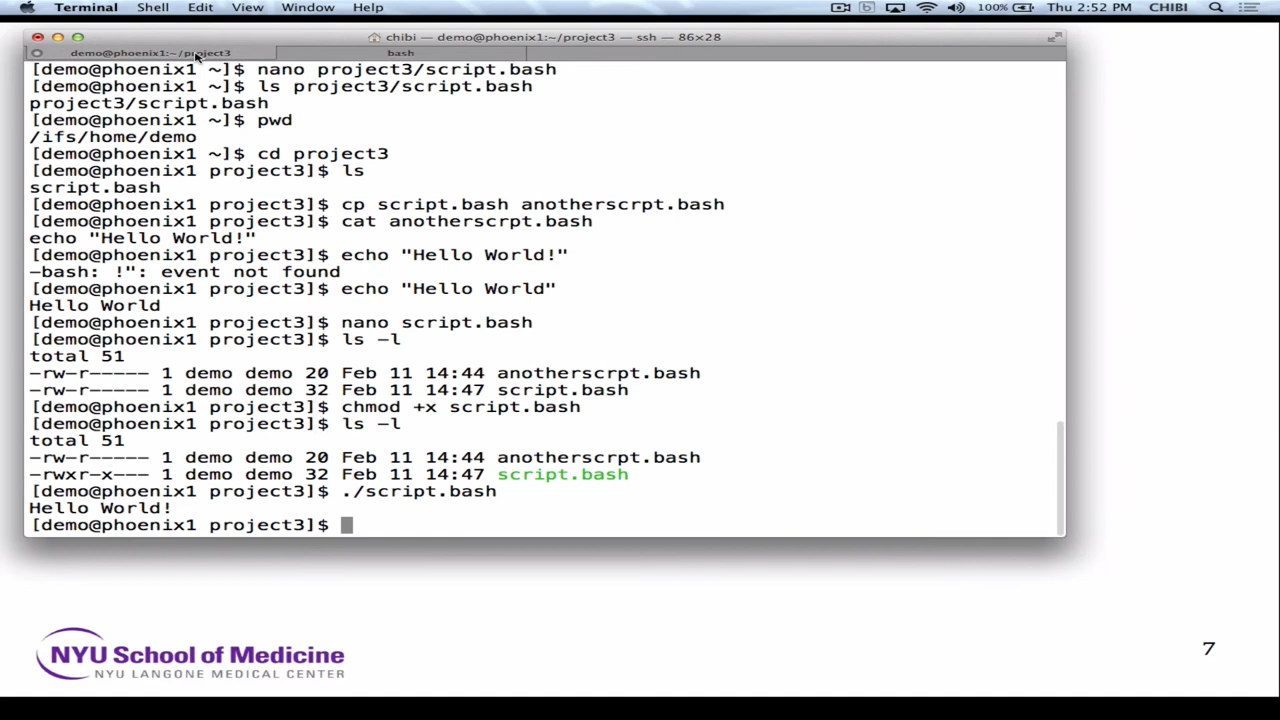 Terminal Shell Edit View Window Help 100% Thu 2:52 PM CHIBI
chibi — demo@phoenix1:~/project3 — ssh — 86×28
demo@phoenix1:~/project3 bash
[demo@phoenix1 ~]$ nano project3/script.bash
[demo@phoenix1 ~]$ ls project3/script.bash
project3/script.bash
[demo@phoenix1 ~]$ pwd
/ifs/home/demo
[demo@phoenix1 ~]$ cd project3
[demo@phoenix1 project3]$ ls
script.bash
[demo@phoenix1 project3]$ cp script.bash anotherscrpt.bash
[demo@phoenix1 project3]$ cat anotherscrpt.bash
echo "Hello World!"
[demo@phoenix1 project3]$ echo "Hello World!"
-bash: !": event not found
[demo@phoenix1 project3]$ echo "Hello World"
Hello World
[demo@phoenix1 project3]$ nano script.bash
[demo@phoenix1 project3]$ ls -l
total 51
-rw-r----- 1 demo demo 20 Feb 11 14:44 anotherscrpt.bash
-rw-r----- 1 demo demo 32 Feb 11 14:47 script.bash
[demo@phoenix1 project3]$ chmod +x script.bash
[demo@phoenix1 project3]$ ls -l
total 51
-rw-r----- 1 demo demo 20 Feb 11 14:44 anotherscrpt.bash
-rwxr-x--- 1 demo demo 32 Feb 11 14:47 script.bash
[demo@phoenix1 project3]$ ./script.bash
Hello World!
[demo@phoenix1 project3]$
NYU School of Medicine
NYU LANGONE MEDICAL CENTER
7